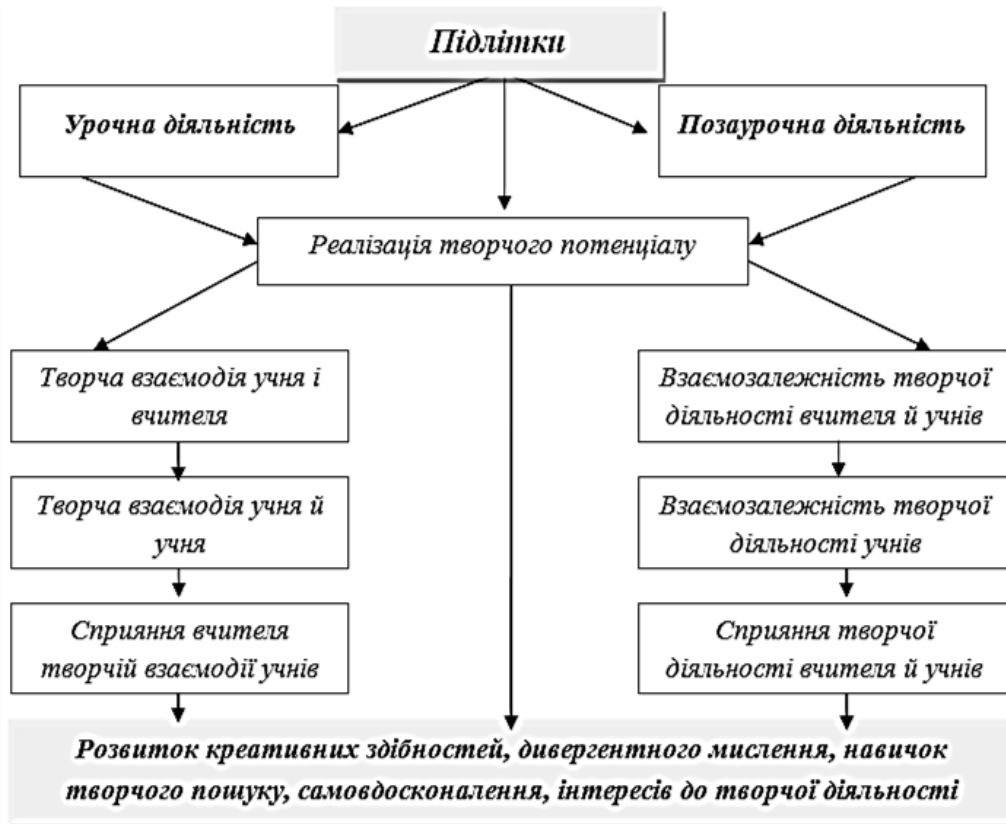 Підлітки
Урочна діяльність
Позаурочна діяльність
Реалізація творчого потенціалу
Творча взаємодія учня і
вчителя
Взаємозалежність творчої
діяльності вчителя й учнів
Творча взаємодія учня й
учня
Взаємозалежність творчої
діяльності учнів
Сприяння вчителя
творчій взаємодії учнів
Сприяння творчої
діяльності вчителя й учнів
Розвиток креативних здібностей, дивергентного мислення, навичок
творчого пошуку, самовдосконалення, інтересів до творчої діяльності